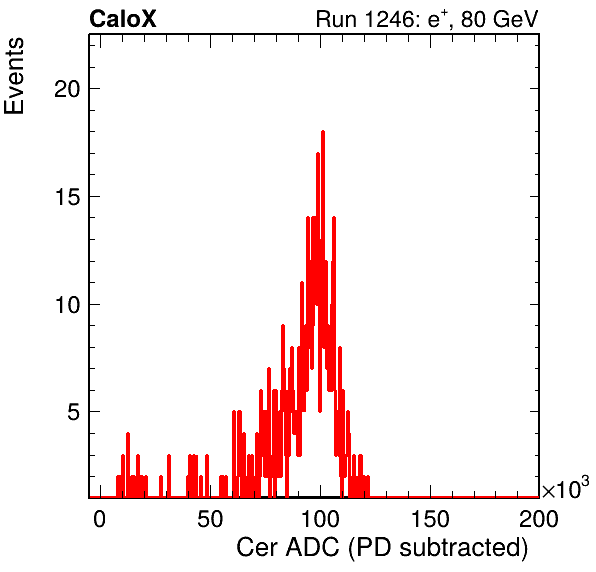 CaloX Run 1246: e⁺, 80 GeV
Events
20
15
10
5
0 50 100 150 200 ×10³
Cer ADC (PD subtracted)